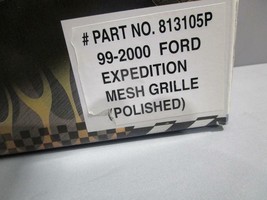 # PART NO. 813105P
99-2000 FORD
EXPEDITION
MESH GRILLE
(POLISHED)